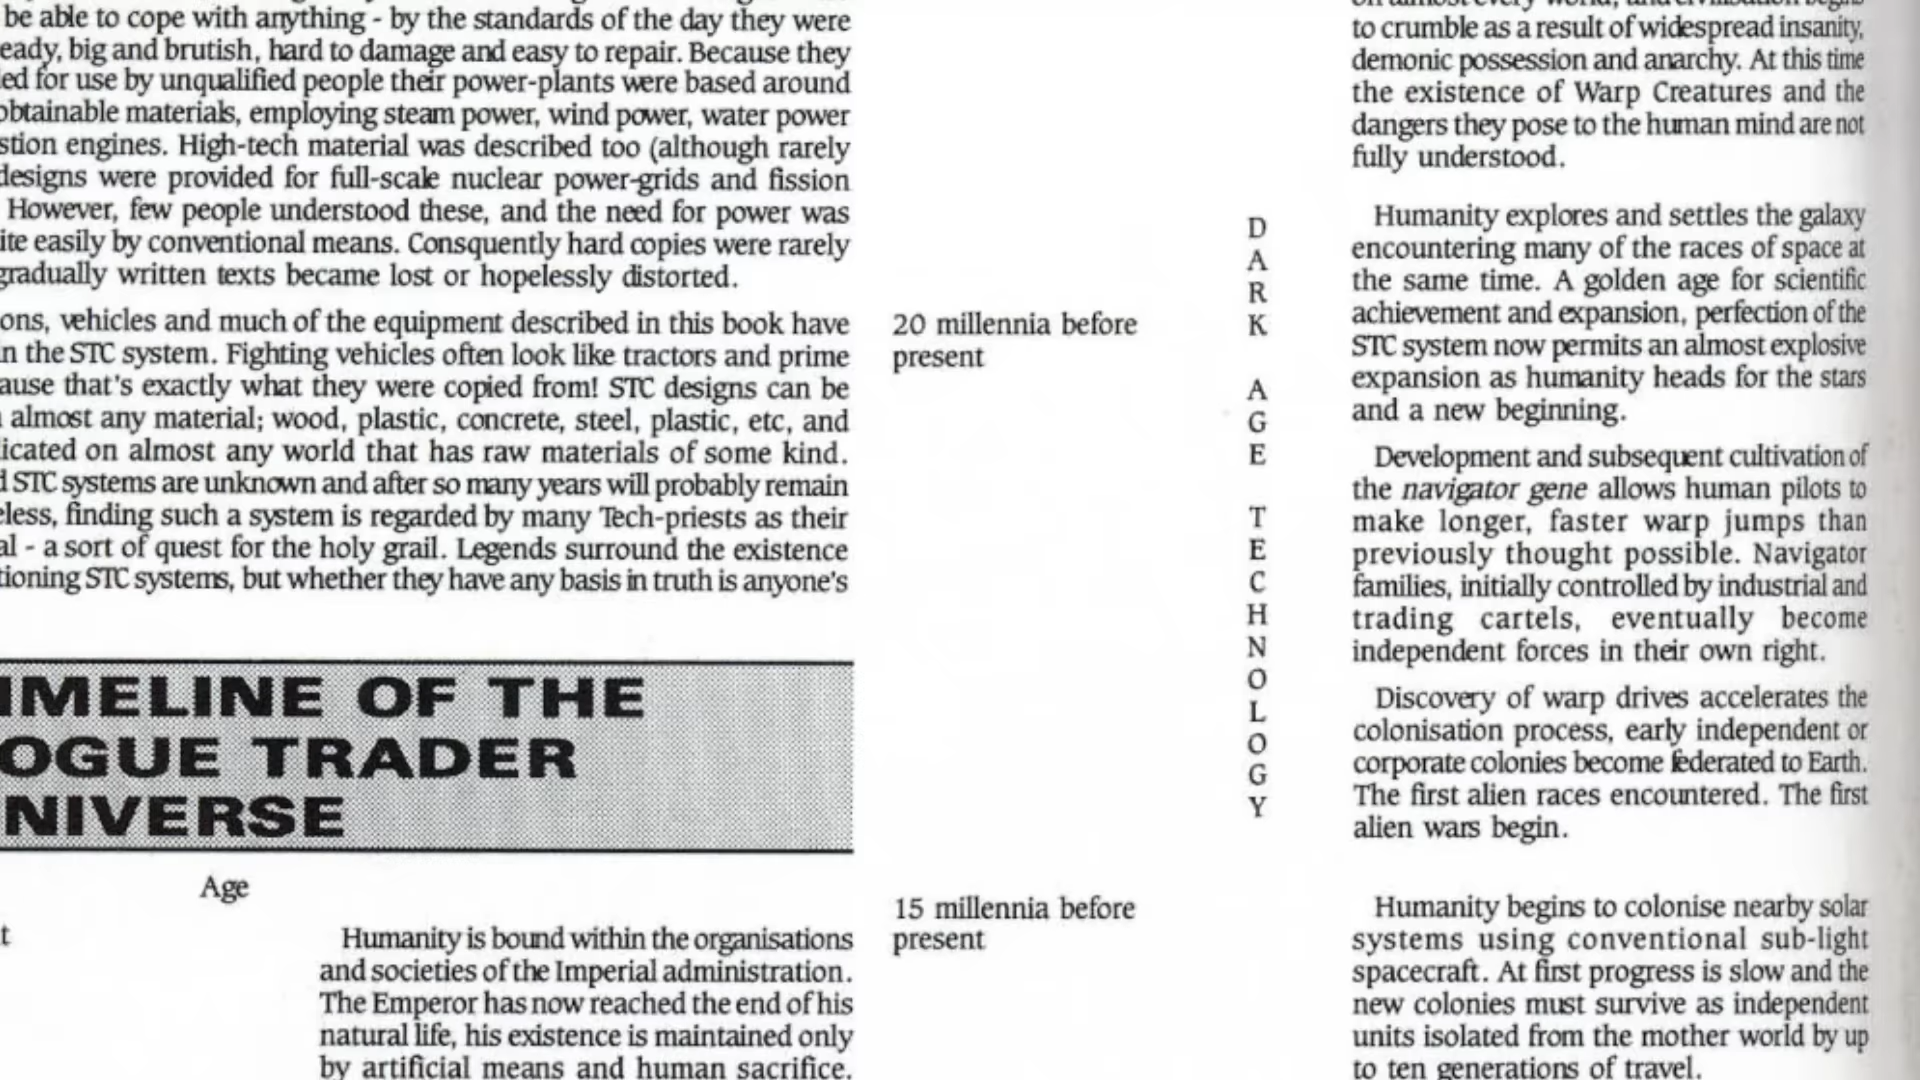 be able to cope with anything - by the standards of the day they were
eady, big and brutish, hard to damage and easy to repair. Because they
ed for use by unqualified people their power-plants were based around
obtainable materials, employing steam power, wind power, water power
stion engines. High-tech material was described too (although rarely
designs were provided for full-scale nuclear power-grids and fission
However, few people understood these, and the need for power was
ite easily by conventional means. Consquently hard copies were rarely
gradually written texts became lost or hopelessly distorted.
ons, vehicles and much of the equipment described in this book have
n the STC system. Fighting vehicles often look like tractors and prime
ause that's exactly what they were copied from! STC designs can be
almost any material; wood, plastic, concrete, steel, plastic, etc, and
icated on almost any world that has raw materials of some kind.
STC systems are unknown and after so many years will probably remain
eless, finding such a system is regarded by many Tech-priests as their
al - a sort of quest for the holy grail. Legends surround the existence
tioning STC systems, but whether they have any basis in truth is anyone's
IMELINE OF THE
OGUE TRADER
NIVERSE
Age
t
Humanity is bound within the organisations
and societies of the Imperial administration.
The Emperor has now reached the end of his
natural life, his existence is maintained only
by artificial means and human sacrifice.
20 millennia before
present
15 millennia before
present
DARK AGE TECHNOLOGY
on almost every world, and civilisation begins
to crumble as a result of widespread insanity,
demonic possession and anarchy. At this time
the existence of Warp Creatures and the
dangers they pose to the human mind are not
fully understood.
Humanity explores and settles the galaxy
encountering many of the races of space at
the same time. A golden age for scientific
achievement and expansion, perfection of the
STC system now permits an almost explosive
expansion as humanity heads for the stars
and a new beginning.
Development and subsequent cultivation of
the navigator gene allows human pilots to
make longer, faster warp jumps than
previously thought possible. Navigator
families, initially controlled by industrial and
trading cartels, eventually become
independent forces in their own right.
Discovery of warp drives accelerates the
colonisation process, early independent or
corporate colonies become federated to Earth.
The first alien races encountered. The first
alien wars begin.
Humanity begins to colonise nearby solar
systems using conventional sub-light
spacecraft. At first progress is slow and the
new colonies must survive as independent
units isolated from the mother world by up
to ten generations of travel.